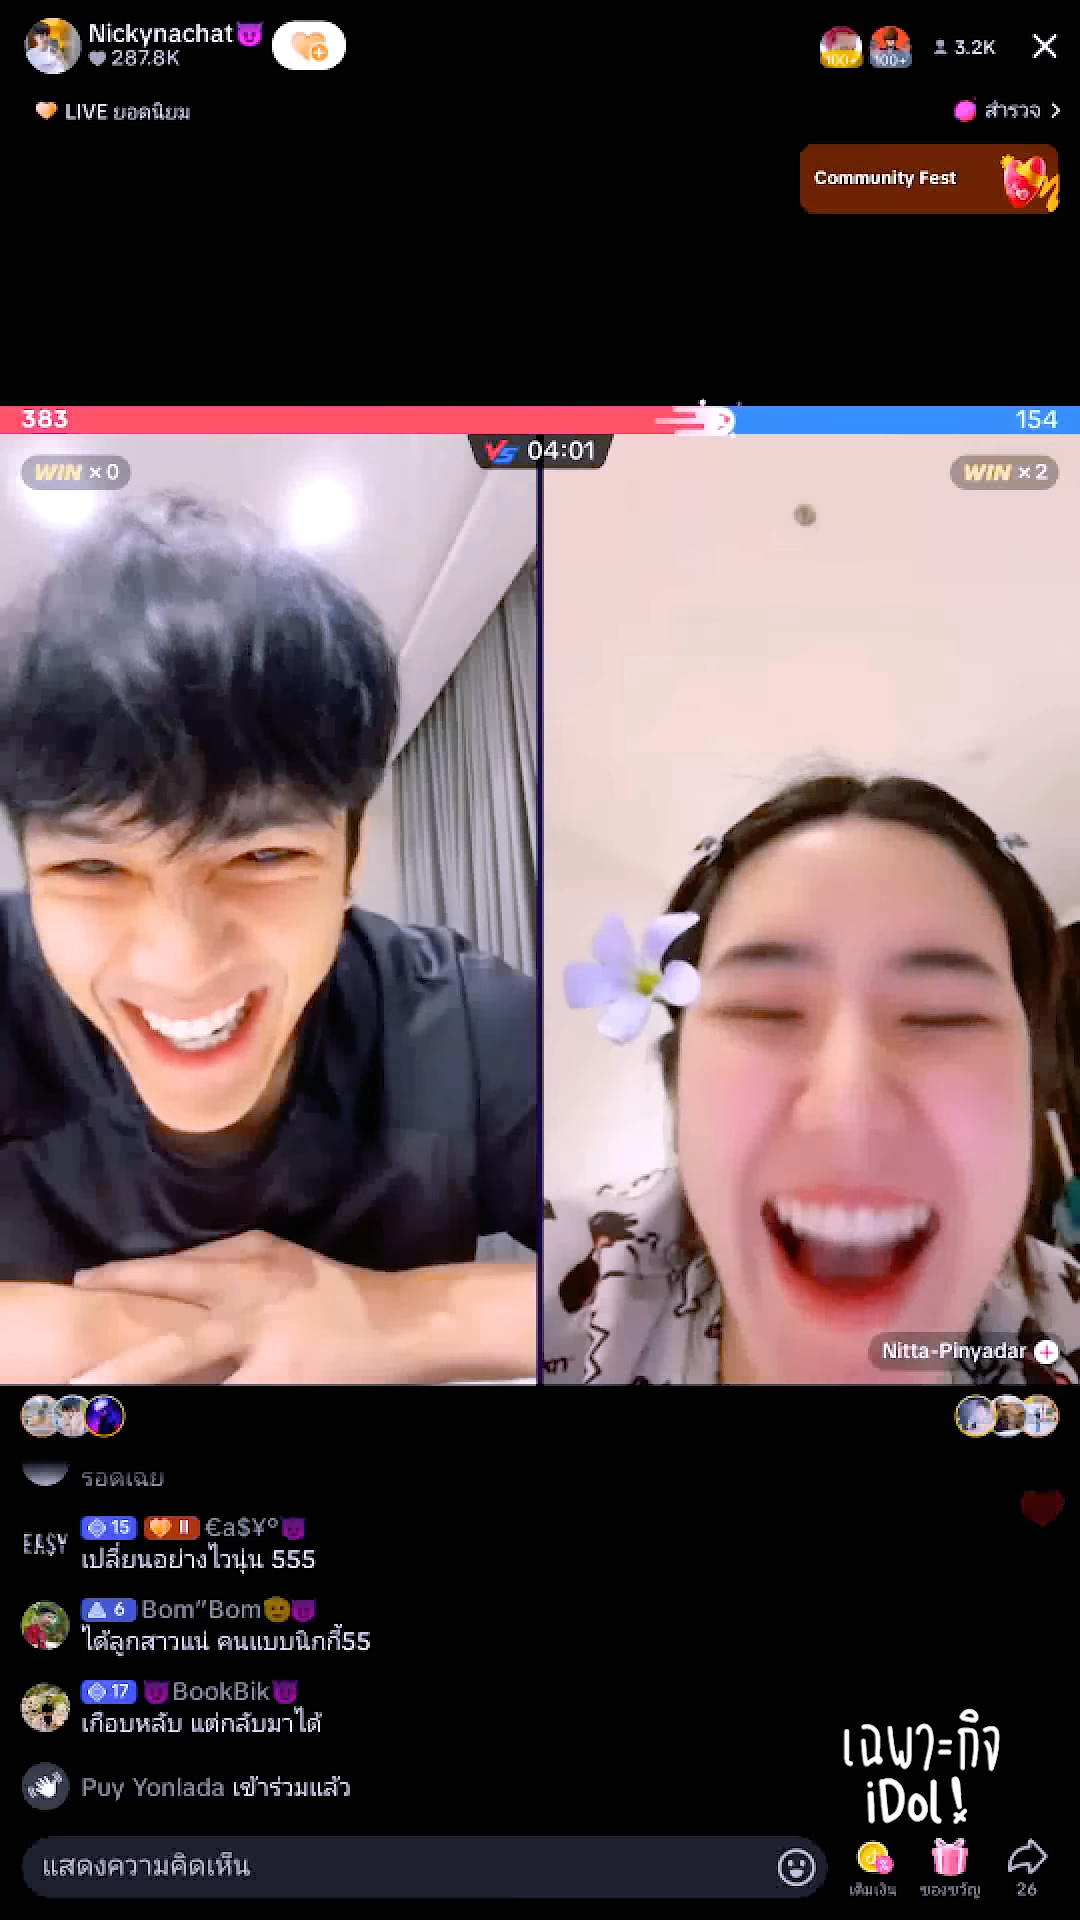 Nickynachat😈
287.8K
100+
100+
3.2K
LIVE ยอดนิยม
สำรวจ >
Community Fest
383
154
VS 04:01
WIN × 0
WIN × 2
Nitta-Pinyadar
รอดเฉย
EASY
15 II €a$¥°😈
เปลี่ยนอย่างไวนุ่น 555
6 Bom"Bom🫡😈
ได้ลูกสาวแน่ คนแบบนิกกี้55
17 😈BookBik😈
เกือบหลับ แต่กลับมาได้
Puy Yonlada เข้าร่วมแล้ว
เฉพาะกิจ
iDol!
แสดงความคิดเห็น
เติมเงิน
ของขวัญ
26